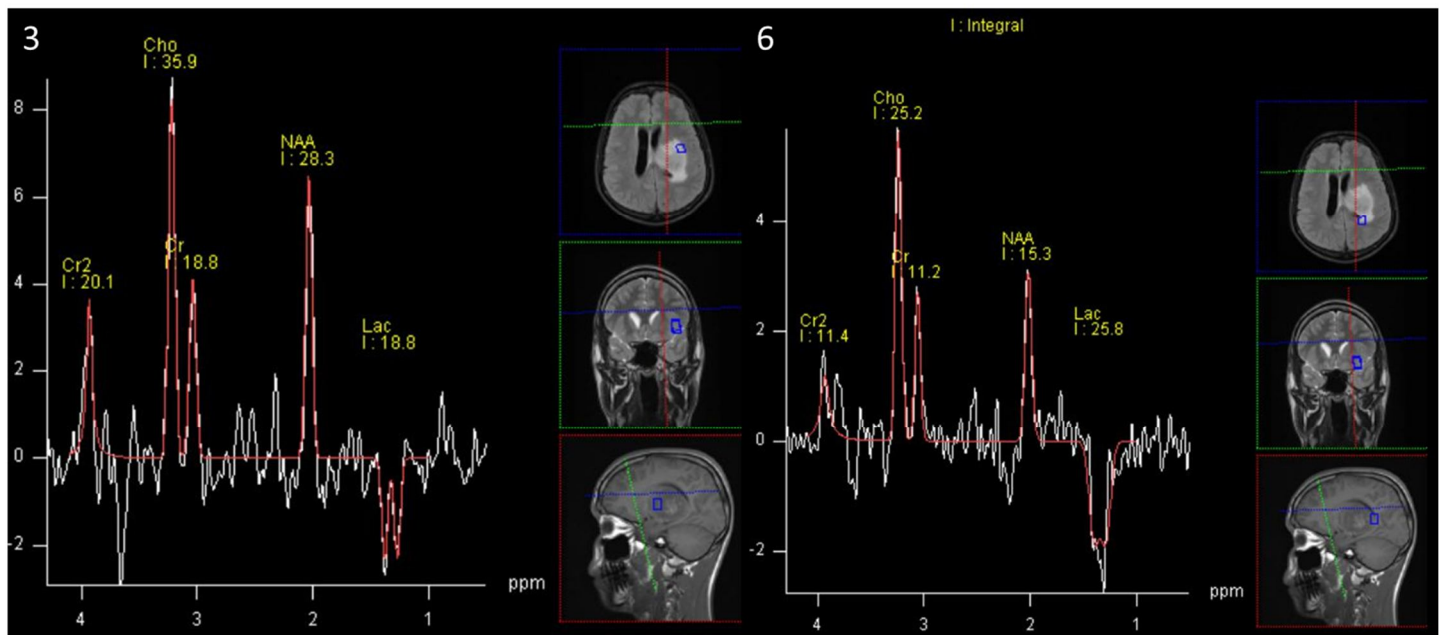 3
Cho
I : 35.9
NAA
I : 28.3
Cr
I : 18.8
Cr2
I : 20.1
Lac
I : 18.8
8
6
4
2
0
-2
4
3
2
1
ppm
6
I : Integral
Cho
I : 25.2
NAA
I : 15.3
Cr
I : 11.2
Cr2
I : 11.4
Lac
I : 25.8
4
2
0
-2
4
3
2
1
ppm